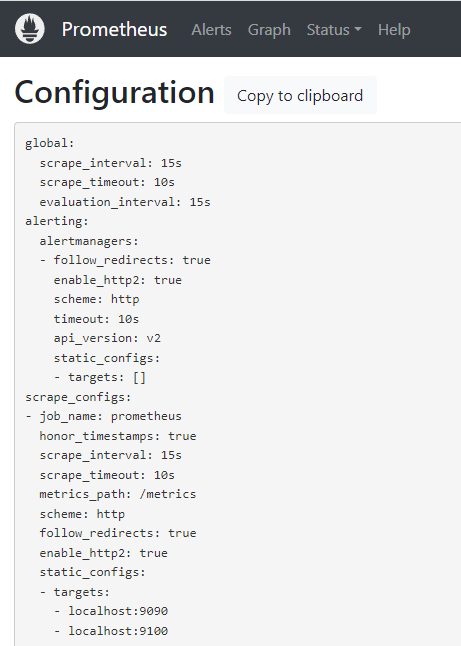 Prometheus Alerts Graph Status Help
Configuration Copy to clipboard
global:
  scrape_interval: 15s
  scrape_timeout: 10s
  evaluation_interval: 15s
alerting:
  alertmanagers:
  - follow_redirects: true
    enable_http2: true
    scheme: http
    timeout: 10s
    api_version: v2
    static_configs:
    - targets: []
scrape_configs:
- job_name: prometheus
  honor_timestamps: true
  scrape_interval: 15s
  scrape_timeout: 10s
  metrics_path: /metrics
  scheme: http
  follow_redirects: true
  enable_http2: true
  static_configs:
  - targets:
    - localhost:9090
    - localhost:9100